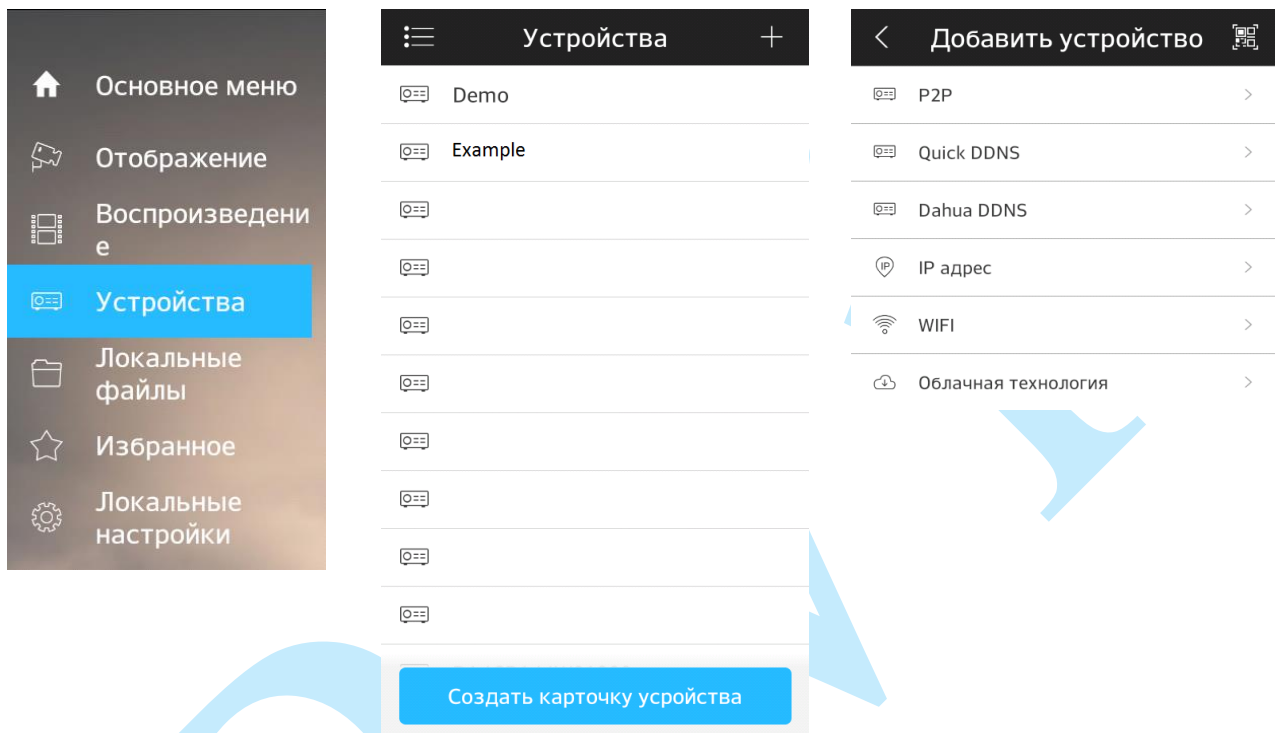 Основное меню
Отображение
Воспроизведени
е
Устройства
Локальные
файлы
Избранное
Локальные
настройки
Устройства
Demo
Example
Создать карточку усройства
Добавить устройство
P2P
Quick DDNS
Dahua DDNS
IP
IP адрес
WIFI
Облачная технология